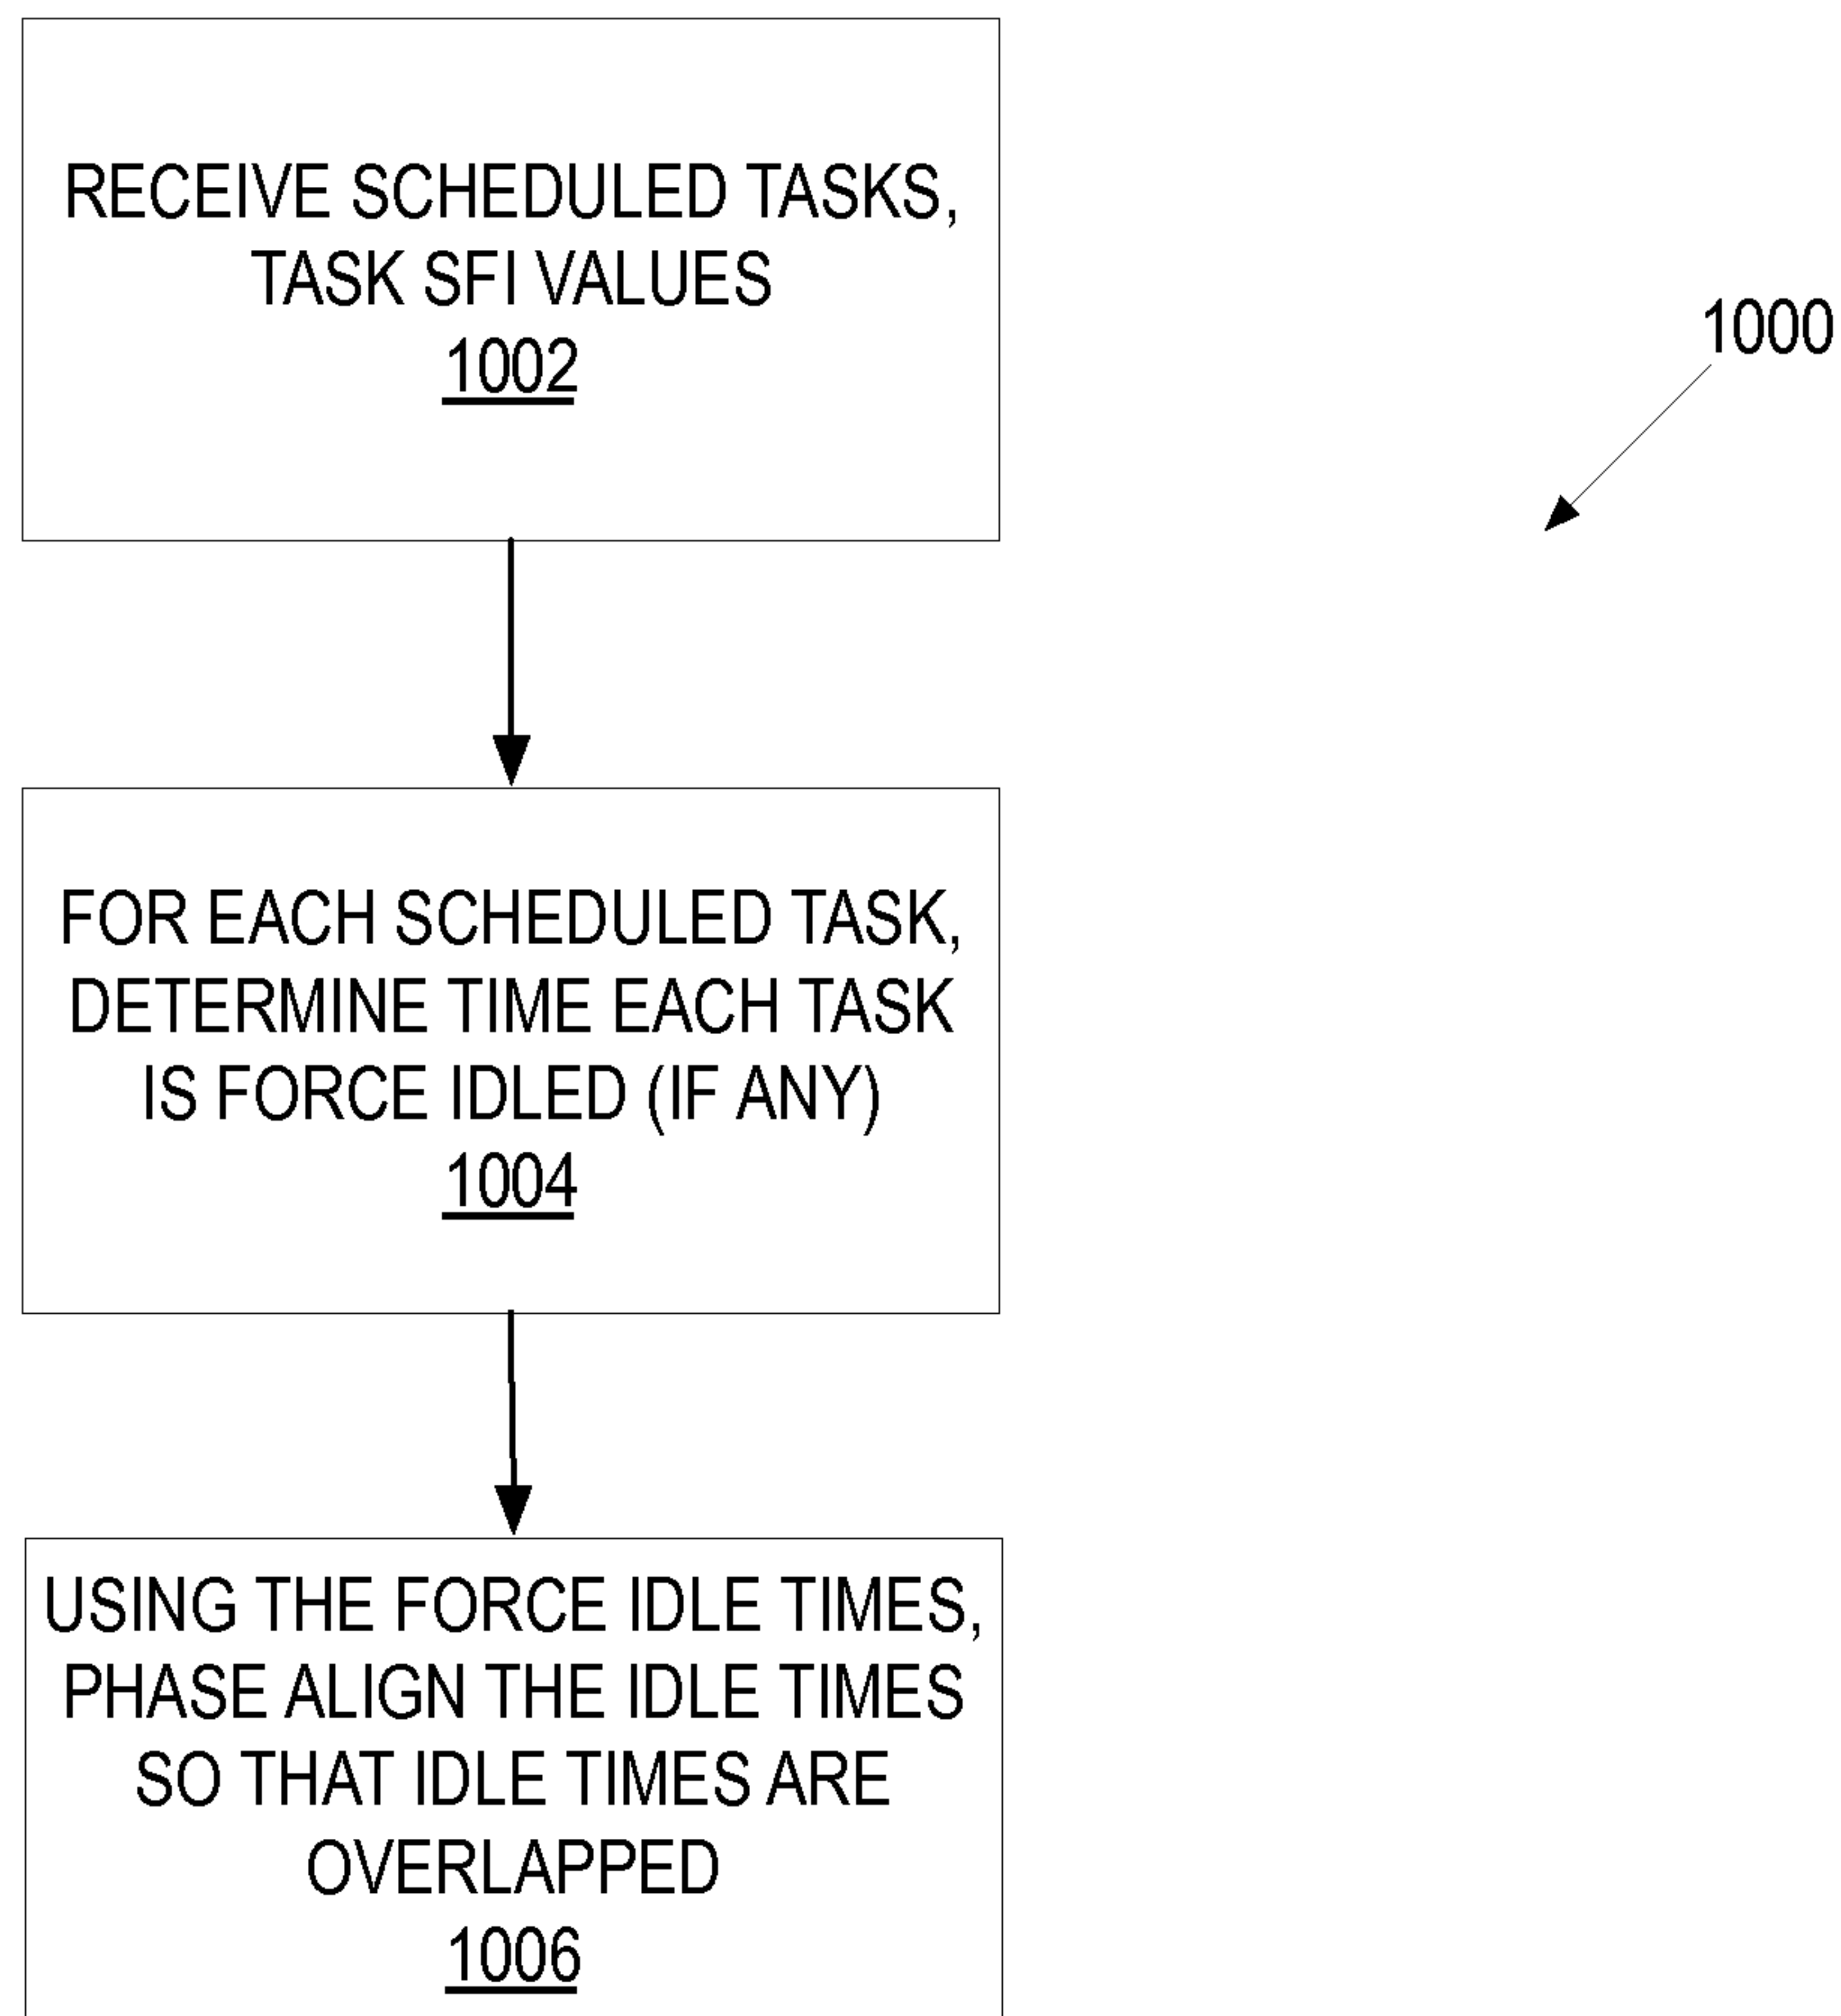 RECEIVE SCHEDULED TASKS,
TASK SFI VALUES
1002
1000
FOR EACH SCHEDULED TASK,
DETERMINE TIME EACH TASK
IS FORCE IDLED (IF ANY)
1004
USING THE FORCE IDLE TIMES,
PHASE ALIGN THE IDLE TIMES
SO THAT IDLE TIMES ARE
OVERLAPPED
1006